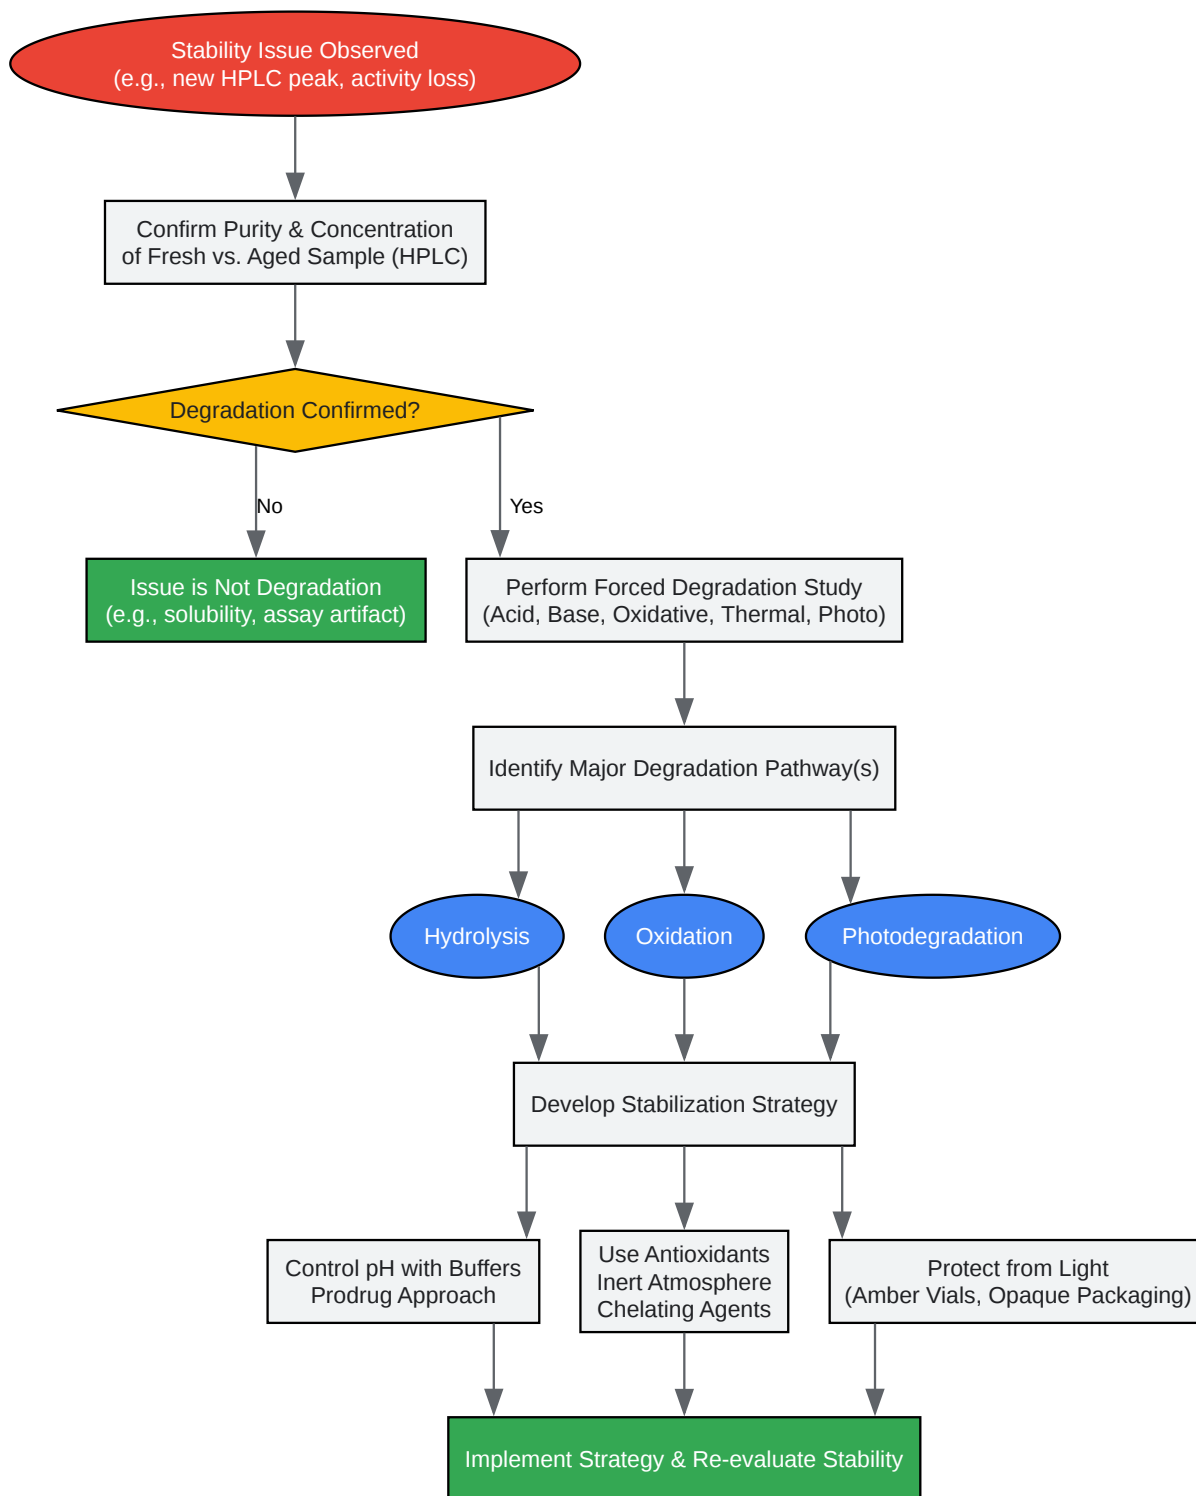 Stability Issue Observed
(e.g., new HPLC peak, activity loss)
Confirm Purity & Concentration
of Fresh vs. Aged Sample (HPLC)
Degradation Confirmed?
No
Yes
Issue is Not Degradation
(e.g., solubility, assay artifact)
Perform Forced Degradation Study
(Acid, Base, Oxidative, Thermal, Photo)
Identify Major Degradation Pathway(s)
Hydrolysis
Oxidation
Photodegradation
Develop Stabilization Strategy
Control pH with Buffers
Prodrug Approach
Use Antioxidants
Inert Atmosphere
Chelating Agents
Protect from Light
(Amber Vials, Opaque Packaging)
Implement Strategy & Re-evaluate Stability